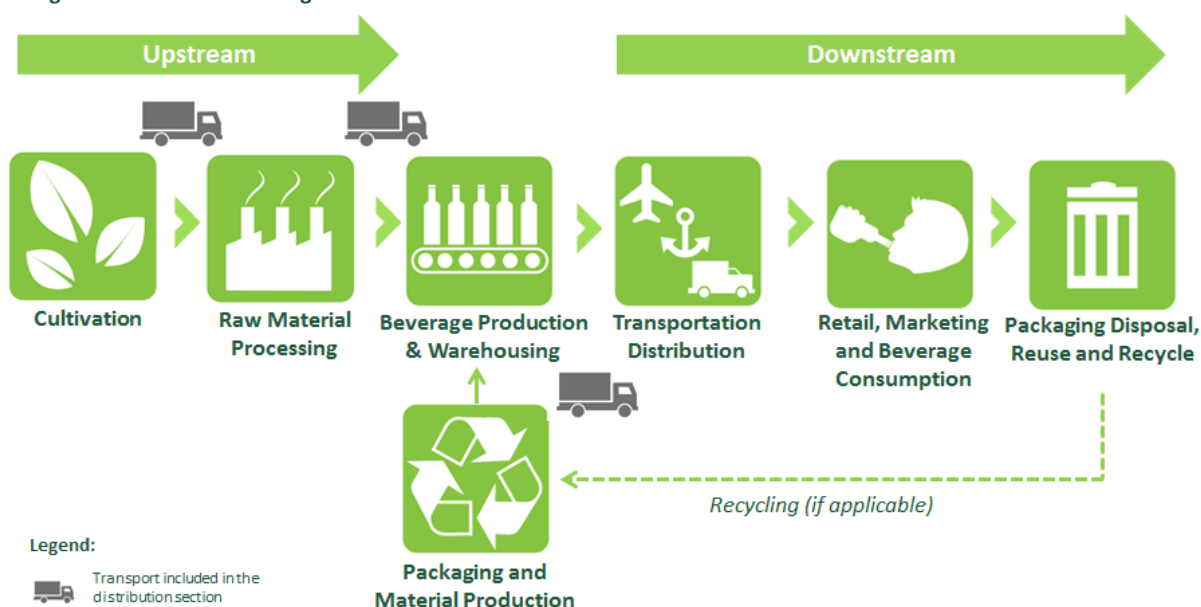 Upstream
Downstream
Cultivation
Raw Material
Processing
Beverage Production
& Warehousing
Transportation
Distribution
Retail, Marketing
and Beverage
Consumption
Packaging Disposal,
Reuse and Recycle
Recycling (if applicable)
Packaging and
Material Production
Legend:
Transport included in the
distribution section